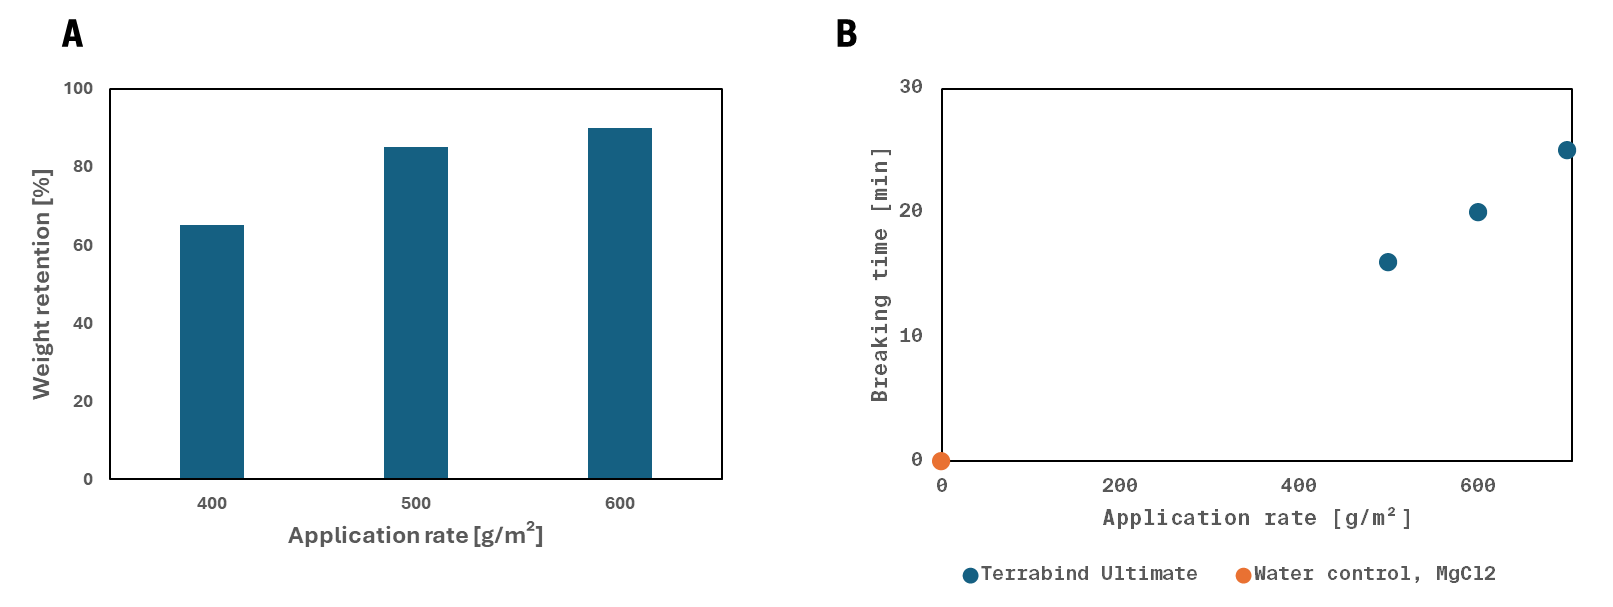 A
100
80
60
40
20
0
Weight retention [%]
400 500 600
Application rate [g/m²]
B
30
20
10
0
Breaking time [min]
0 200 400 600
Application rate [g/m²]
Terrabind Ultimate Water control, MgCl2